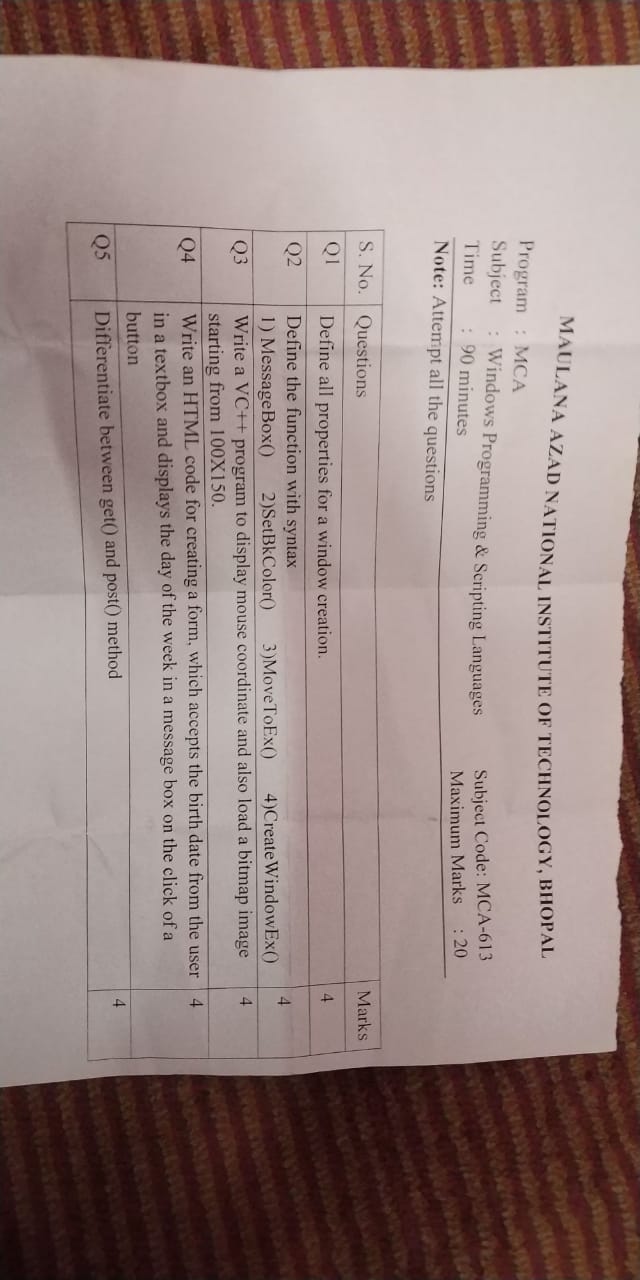 MAULANA AZAD NATIONAL INSTITUTE OF TECHNOLOGY, BHOPAL
Program : MCA
Subject : Windows Programming & Scripting Languages Subject Code: MCA-613
Time : 90 minutes Maximum Marks : 20
Note: Attempt all the questions
S. No. Questions Marks
Q1 Define all properties for a window creation. 4
Q2 Define the function with syntax 4
1) MessageBox() 2)SetBkColor() 3)MoveToEx() 4)CreateWindowEx()
Q3 Write a VC++ program to display mouse coordinate and also load a bitmap image 4
starting from 100X150.
Q4 Write an HTML code for creating a form, which accepts the birth date from the user 4
in a textbox and displays the day of the week in a message box on the click of a
button
Q5 Differentiate between get() and post() method 4